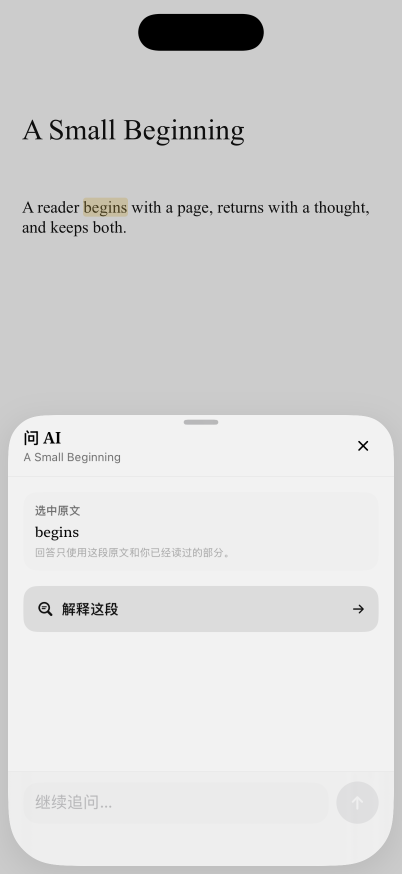 A Small Beginning
A reader begins with a page, returns with a thought,
and keeps both.
问 AI
A Small Beginning
选中原文
begins
回答只使用这段原文和你已经读过的部分。
解释这段
继续追问...